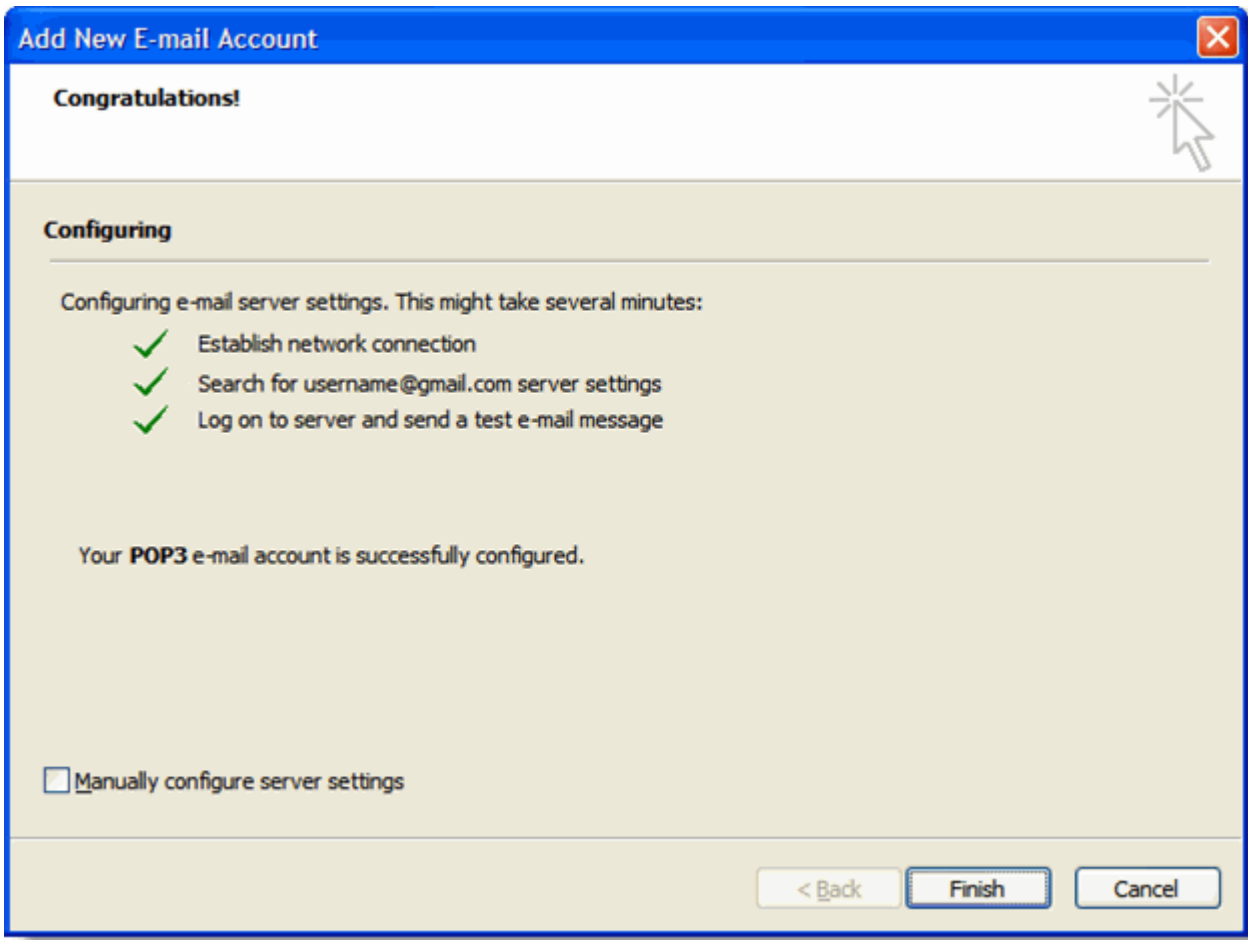 Add New E-mail Account
Congratulations!
Configuring
Configuring e-mail server settings. This might take several minutes:
Establish network connection
Search for username@gmail.com server settings
Log on to server and send a test e-mail message
Your POP3 e-mail account is successfully configured.
Manually configure server settings
< Back Finish Cancel